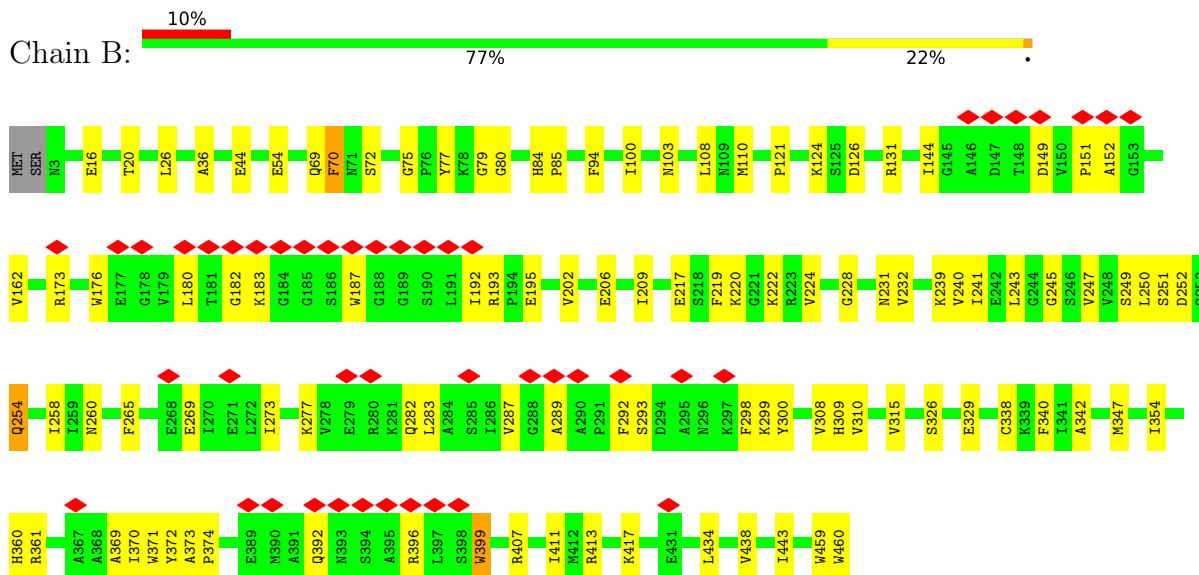 10%
Chain B:
77% 22% •
MET SER N3 E16 T20 L26 A36 E44 E54 Q69 F70 N71 S72 G75 P76 Y77 K78 G79 G80 H84 P85 F94 I100 N103 L108 N109 M110 P121 K124 S125 D126 R131 I144 G145 A146 D147 T148 D149 V150 P151 A152 G153
V162 R173 W176 E177 G178 V179 L180 T181 G182 K183 G184 G185 S186 W187 G188 G189 S190 L191 I192 R193 P194 E195 V202 E206 I209 E217 S218 F219 K220 G221 K222 R223 V224 G228 N231 V232 K239 V240 I241 E242 L243 G244 G245 S246 V247 V248 S249 L250 S251 D252
Q254 I258 I259 N260 F265 E268 E269 I270 E271 L272 I273 K277 V278 E279 R280 K281 Q282 L283 A284 S285 I286 V287 G288 A289 A290 P291 F292 S293 D294 A295 N296 K297 F298 K299 Y300 V308 H309 V310 V315 S326 E329 C338 K339 F340 I341 A342 M347 I354
H360 R361 A367 A368 A369 I370 W371 Y372 A373 P374 E389 M390 A391 Q392 N393 S394 A395 R396 L397 S398 W399 R407 I411 M412 R413 K417 E431 L434 V438 I443 W459 W460